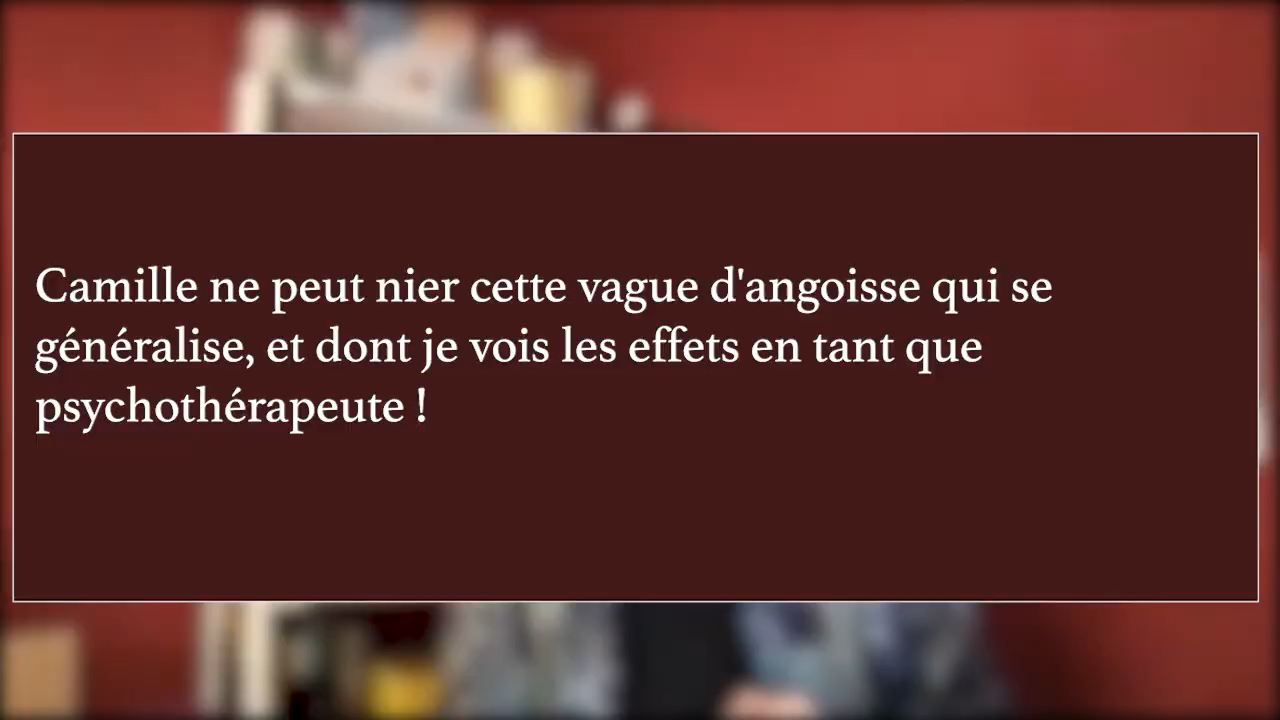 Camille ne peut nier cette vague d'angoisse qui se
généralise, et dont je vois les effets en tant que
psychothérapeute !